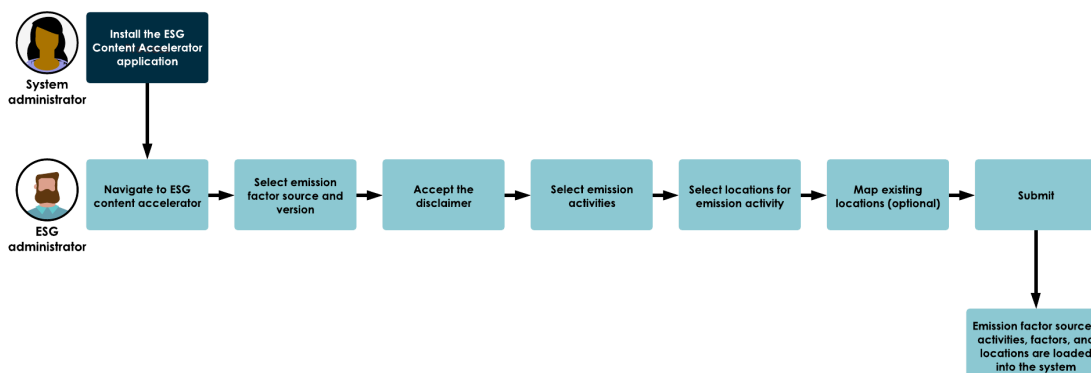 Install the ESG
Content Accelerator
application
System
administrator
Navigate to ESG
content accelerator
Select emission
factor source and
version
Accept the
disclaimer
Select emission
activities
Select locations for
emission activity
Map existing
locations (optional)
Submit
ESG
administrator
Emission factor source
activities, factors, and
locations are loaded
into the system